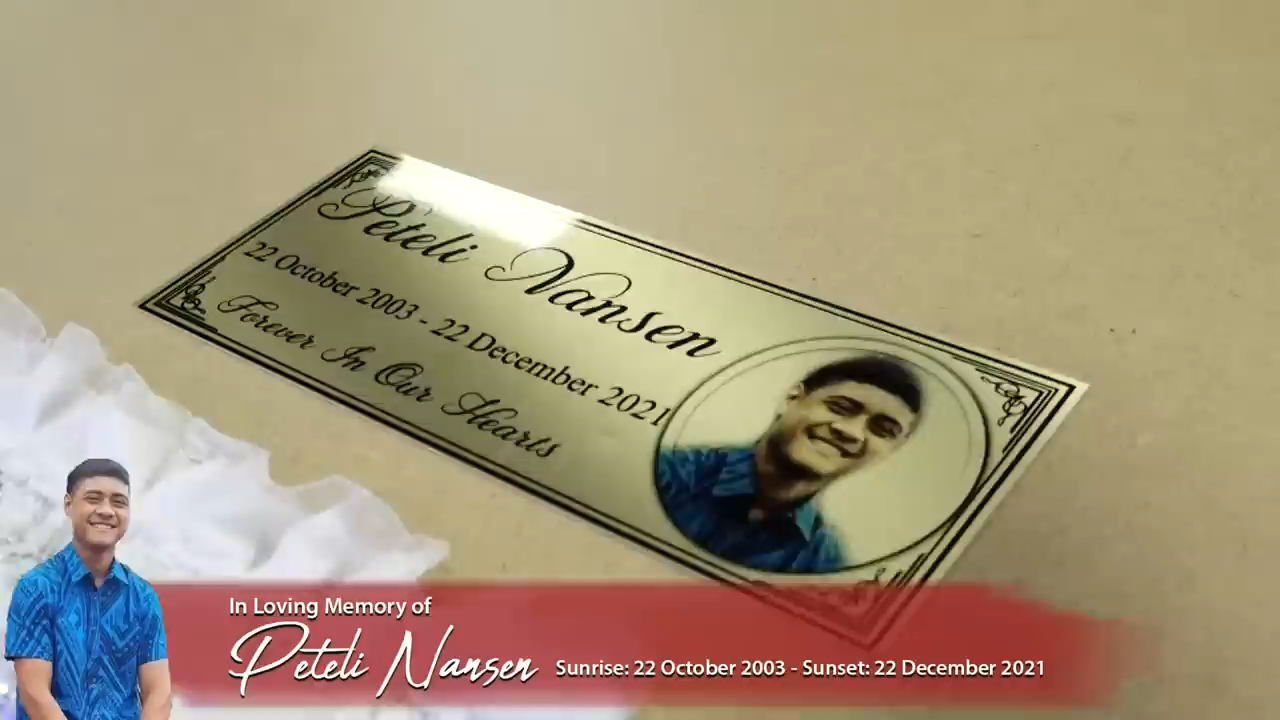 Peteli Nansen
22 October 2003 - 22 December 2021
Forever In Our Hearts
In Loving Memory of
Peteli Nansen
Sunrise: 22 October 2003 - Sunset: 22 December 2021